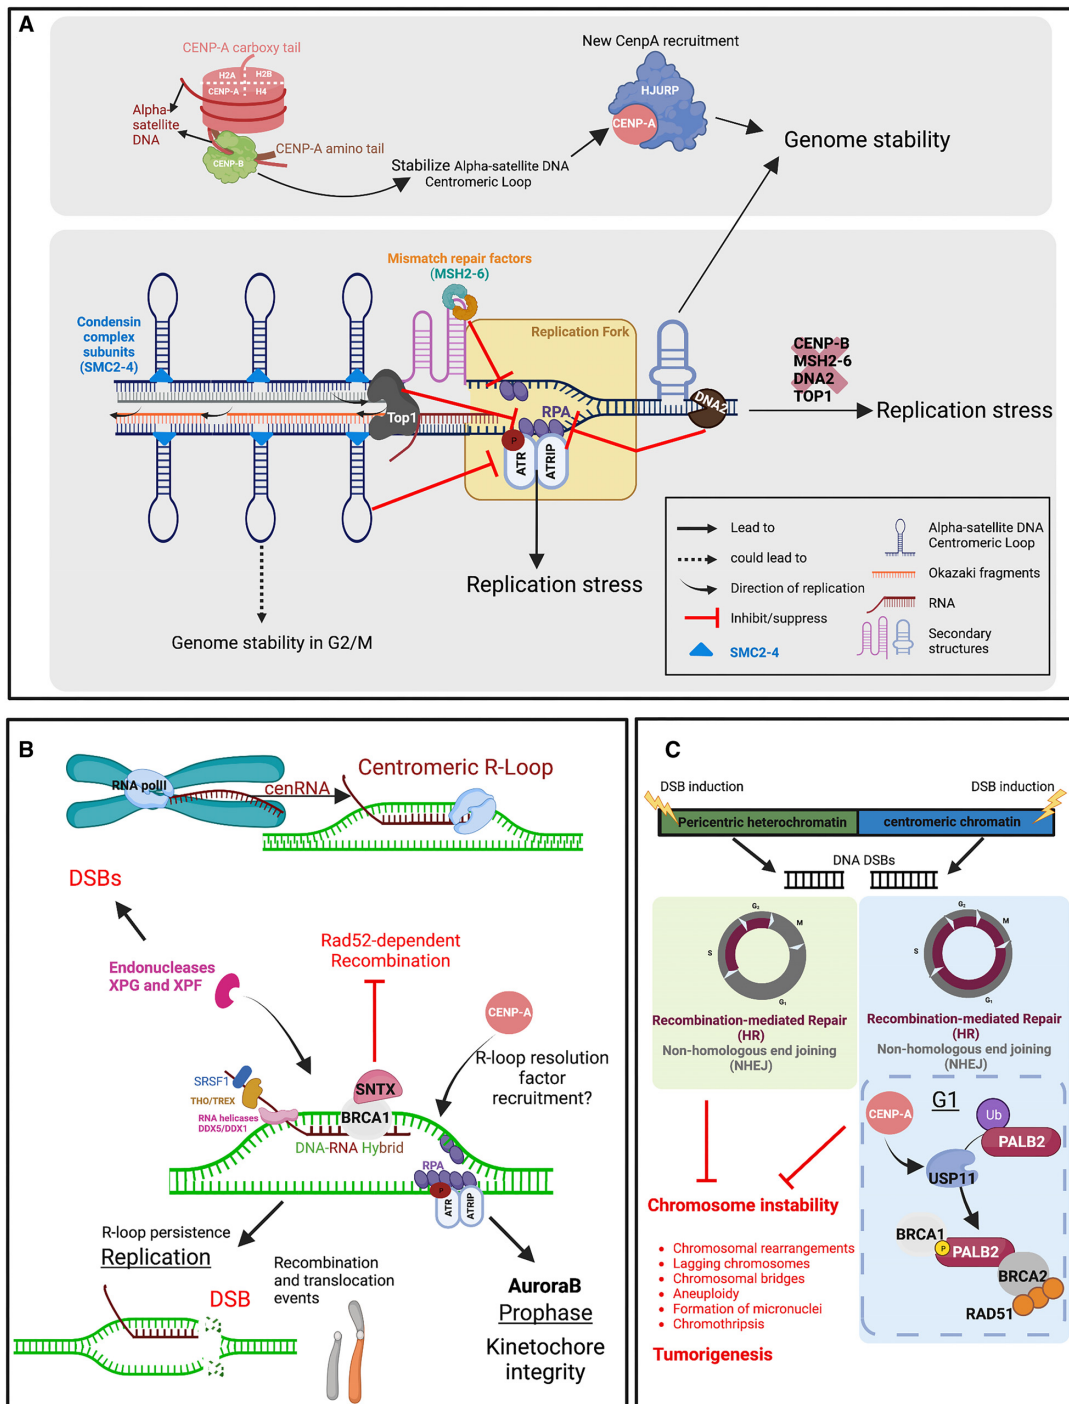 A
CENP-A carboxy tail
H2A
H2B
CENP-A
H4
Alpha-
satellite
DNA
CENP-B
CENP-A amino tail
Stabilize Alpha-satellite DNA
Centromeric Loop
New CenpA recruitment
HJURP
CENP-A
Genome stability
Mismatch repair factors
(MSH2-6)
Condensin
complex
subunits
(SMC2-4)
Replication Fork
Top1
RPA
P
ATR
ATRIP
DNA2
CENP-B
MSH2-6
DNA2
TOP1
Replication stress
Replication stress
Genome stability in G2/M
Lead to
could lead to
Direction of replication
Inhibit/suppress
SMC2-4
Alpha-satellite DNA
Centromeric Loop
Okazaki fragments
RNA
Secondary
structures
B
RNA polII
cenRNA
Centromeric R-Loop
DSBs
Endonucleases
XPG and XPF
Rad52-dependent
Recombination
CENP-A
R-loop resolution
factor
recruitment?
SRSF1
THO/TREX
RNA helicases
DDX5/DDX1
SNTX
BRCA1
DNA-RNA Hybrid
RPA
P
ATR
ATRIP
R-loop persistence
Replication
DSB
Recombination
and translocation
events
AuroraB
Prophase
Kinetochore
integrity
C
DSB induction
DSB induction
Pericentric heterochromatin
centromeric chromatin
DNA DSBs
G2
M
S
G1
Recombination-mediated Repair
(HR)
Non-homologous end joining
(NHEJ)
G2
M
S
G1
Recombination-mediated Repair
(HR)
Non-homologous end joining
(NHEJ)
CENP-A
G1
Ub
PALB2
USP11
BRCA1
P
PALB2
BRCA2
RAD51
Chromosome instability
• Chromosomal rearrangements
• Lagging chromosomes
• Chromosomal bridges
• Aneuploidy
• Formation of micronuclei
• Chromothripsis
Tumorigenesis